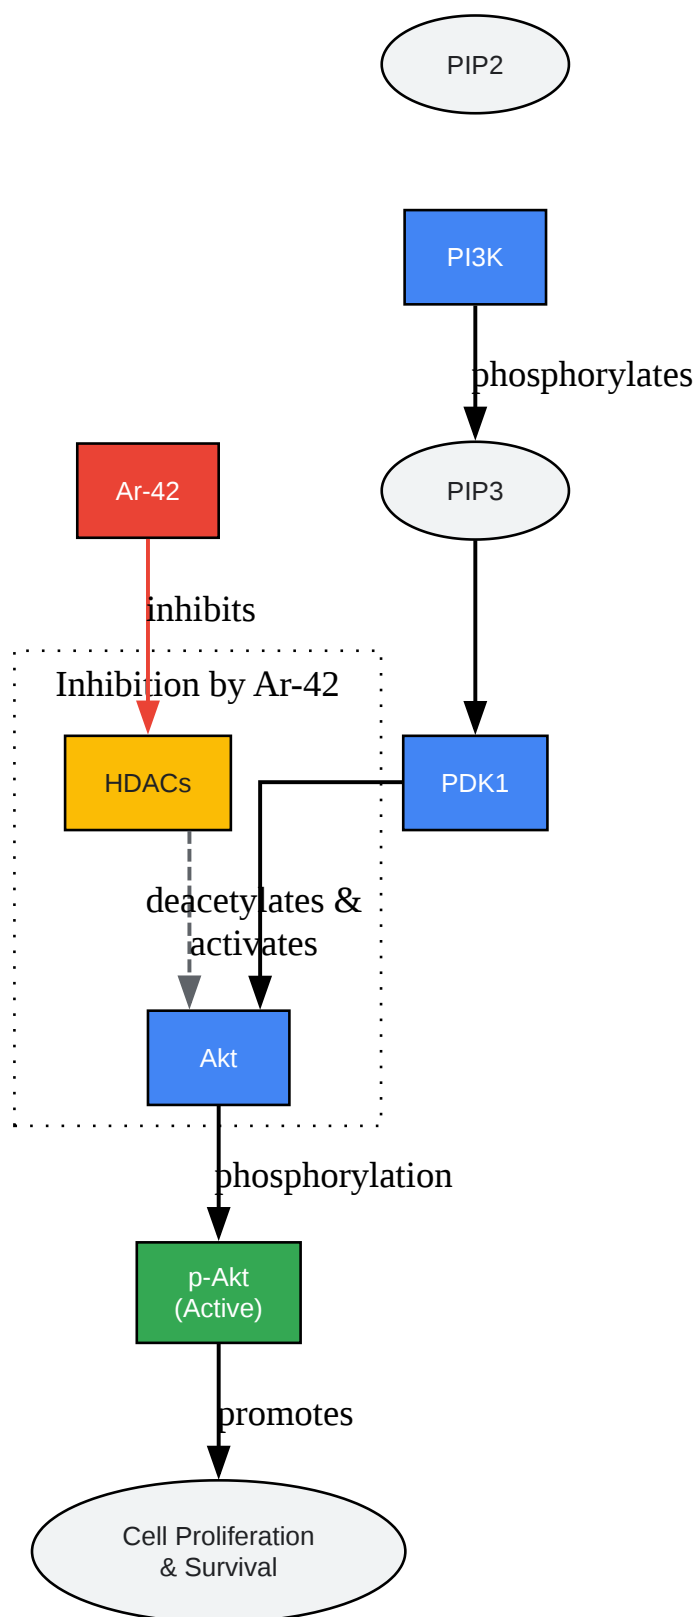 PIP2
PI3K
phosphorylates
Ar-42
PIP3
inhibits
Inhibition by Ar-42
HDACs
PDK1
deacetylates &
activates
Akt
phosphorylation
p-Akt
(Active)
promotes
Cell Proliferation
& Survival